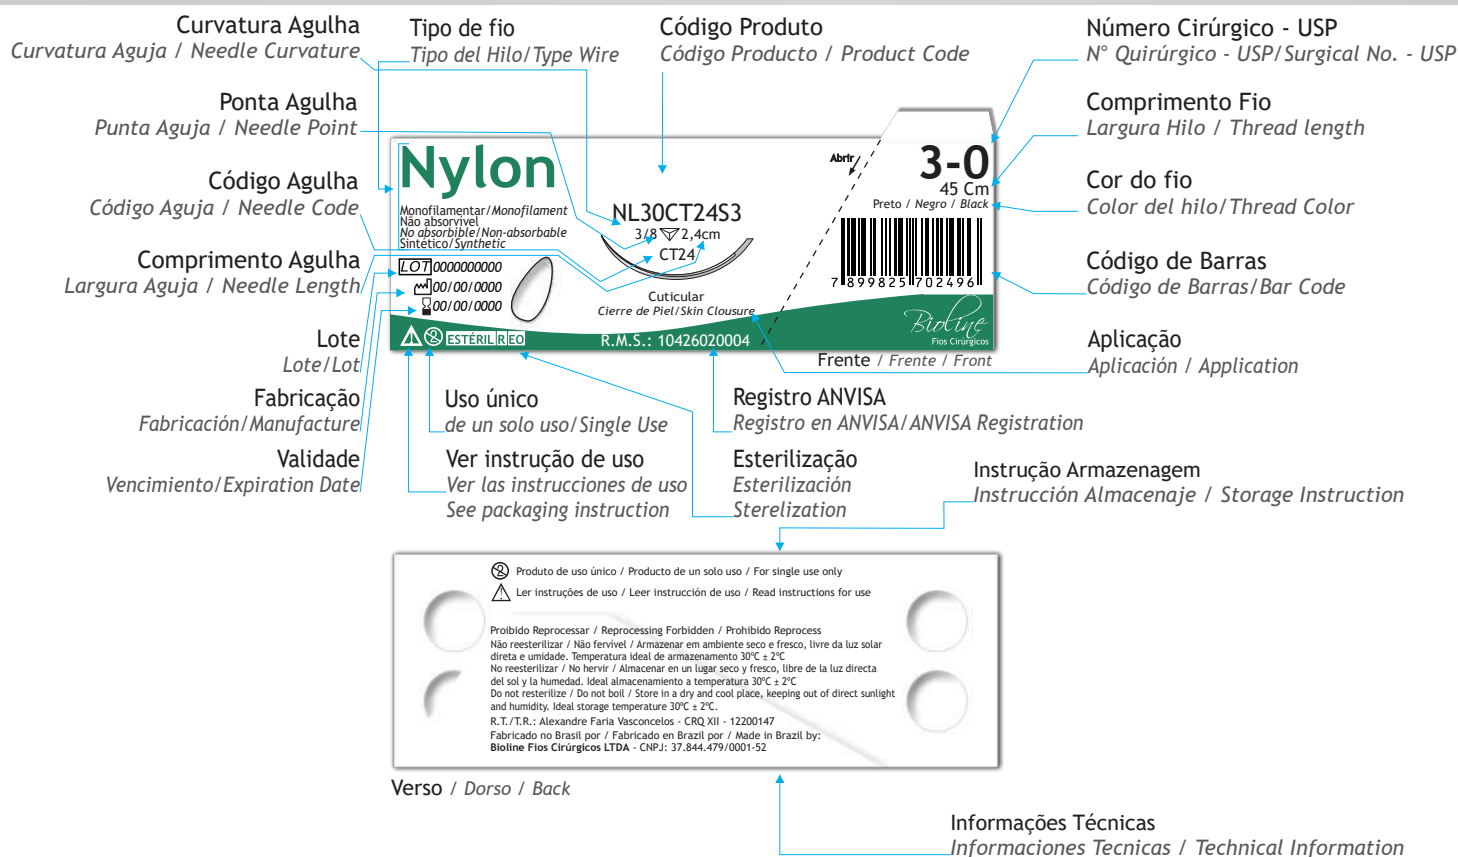 Curvatura Agulha
Curvatura Aguja / Needle Curvature
Tipo de fio
Tipo del Hilo/Type Wire
Código Produto
Código Producto / Product Code
Número Cirúrgico - USP
N° Quirúrgico - USP/Surgical No. - USP
Ponta Agulha
Punta Aguja / Needle Point
Comprimento Fio
Largura Hilo / Thread length
Código Agulha
Código Aguja / Needle Code
Cor do fio
Color del hilo/Thread Color
Comprimento Agulha
Largura Aguja / Needle Length
Código de Barras
Código de Barras/Bar Code
Lote
Lote/Lot
Aplicação
Aplicación / Application
Fabricação
Fabricación/Manufacture
Validade
Vencimiento/Expiration Date
Nylon
Monofilamentar/Monofilament
Não absorvível
No absorbible/Non-absorbable
Sintético/Synthetic
LOT 0000000000
00/00/0000
00/00/0000
NL30CT24S3
3/8 2,4cm
CT24
Cuticular
Cierre de Piel/Skin Clousure
Abrir
3-0
45 Cm
Preto / Negro / Black
7 899825 702496
ESTÉRIL R EO
R.M.S.: 10426020004
Bioline
Fios Cirúrgicos
Frente / Frente / Front
Uso único
de un solo uso/Single Use
Registro ANVISA
Registro en ANVISA/ANVISA Registration
Ver instrução de uso
Ver las instrucciones de uso
See packaging instruction
Esterilização
Esterilización
Sterelization
Instrução Armazenagem
Instrucción Almacenaje / Storage Instruction
Produto de uso único / Producto de un solo uso / For single use only
Ler instruções de uso / Leer instrucción de uso / Read instructions for use
Proibido Reprocessar / Reprocessing Forbidden / Prohibido Reprocess
Não reesterilizar / Não fervível / Armazenar em ambiente seco e fresco, livre da luz solar
direta e umidade. Temperatura ideal de armazenamento 30ºC ± 2ºC
No reesterilizar / No hervir / Almacenar en un lugar seco y fresco, libre de la luz directa
del sol y la humedad. Ideal almacenamiento a temperatura 30ºC ± 2ºC
Do not resterilize / Do not boil / Store in a dry and cool place, keeping out of direct sunlight
and humidity. Ideal storage temperature 30ºC ± 2ºC.
R.T./T.R.: Alexandre Faria Vasconcelos - CRQ XII - 12200147
Fabricado no Brasil por / Fabricado en Brazil por / Made in Brazil by:
Bioline Fios Cirúrgicos LTDA - CNPJ: 37.844.479/0001-52
Verso / Dorso / Back
Informações Técnicas
Informaciones Tecnicas / Technical Information